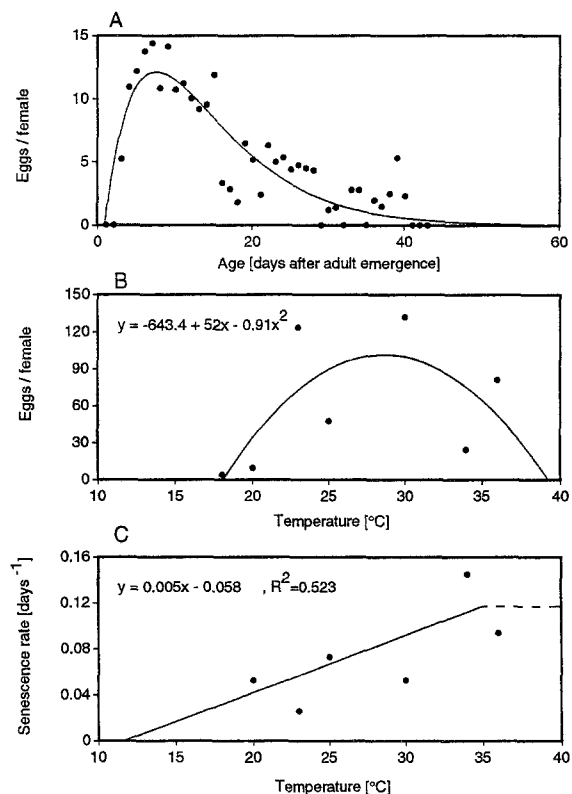 A
15
10
5
0
Eggs / female
0 20 40 60
Age [days after adult emergence]
B
150
120
90
60
30
0
Eggs / female
y = -643.4 + 52x - 0.91x²
10 15 20 25 30 35 40
Temperature [°C]
C
0.16
0.12
0.08
0.04
0
Senescence rate [days⁻¹]
y = 0.005x - 0.058 , R²=0.523
10 15 20 25 30 35 40
Temperature [°C]